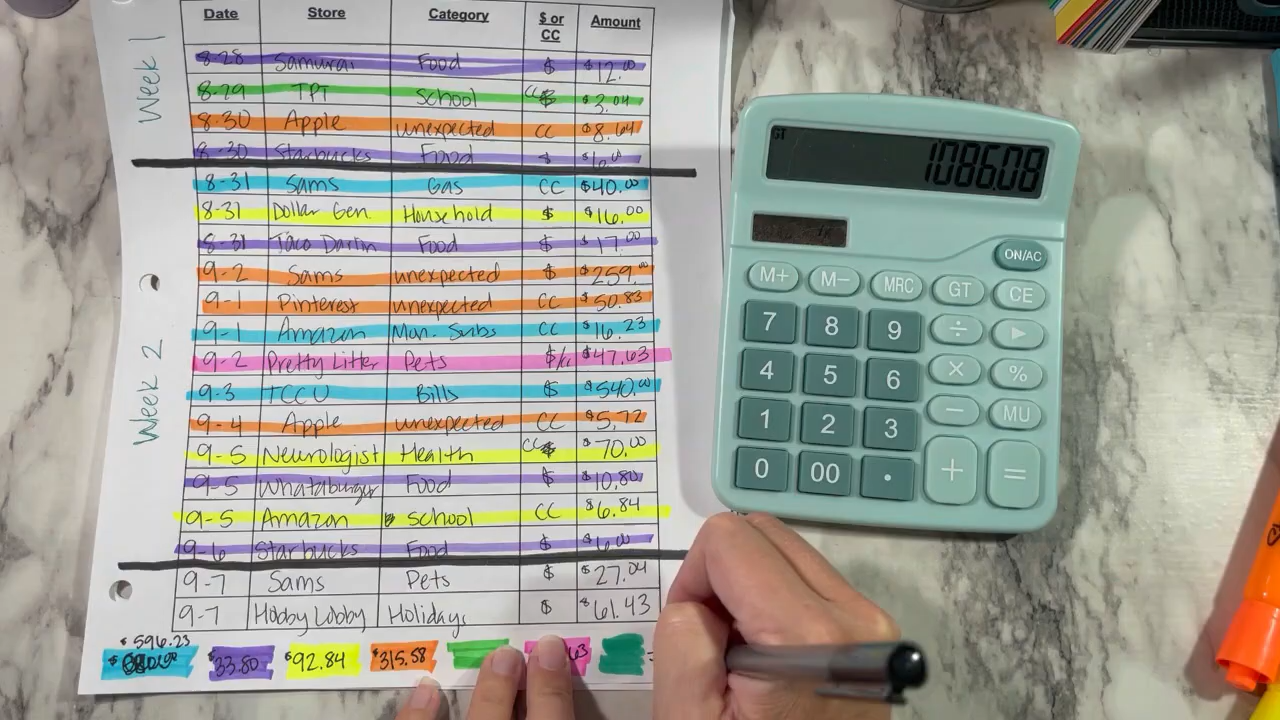 Date Store Category $ or CC Amount
Week 1
8-28 Samurai Food $ $12.00
8-29 TPT School CC $3.04
8-30 Apple unexpected CC $8.64
8-30 Starbucks Food $ $6.00
Week 2
8-31 Sams Gas CC $40.00
8-31 Dollar Gen. Household $ $16.00
8-31 Food $ $17.00
9-2 Sams unexpected $ $259.00
9-1 Pinterest unexpected CC $50.83
9-1 Amazon Mon. Subs CC $16.23
9-2 Pretty Litter Pets $/ $47.63
9-3 TCCU Bills $ $540.00
9-4 Apple unexpected CC $5.72
9-5 Neurologist Health CC $70.00
9-5 Whataburger Food $ $10.80
9-5 Amazon School CC $6.84
9-6 Starbucks Food $ $6.00
9-7 Sams Pets $ $27.04
9-7 Hobby Lobby Holidays $ $61.43
$596.23
$33.80 $92.84 $315.58 63 =
GT
1086.08
ON/AC
M+ M− MRC GT CE
7 8 9 ÷ ▶
4 5 6 × %
1 2 3 − MU
0 00 . + =